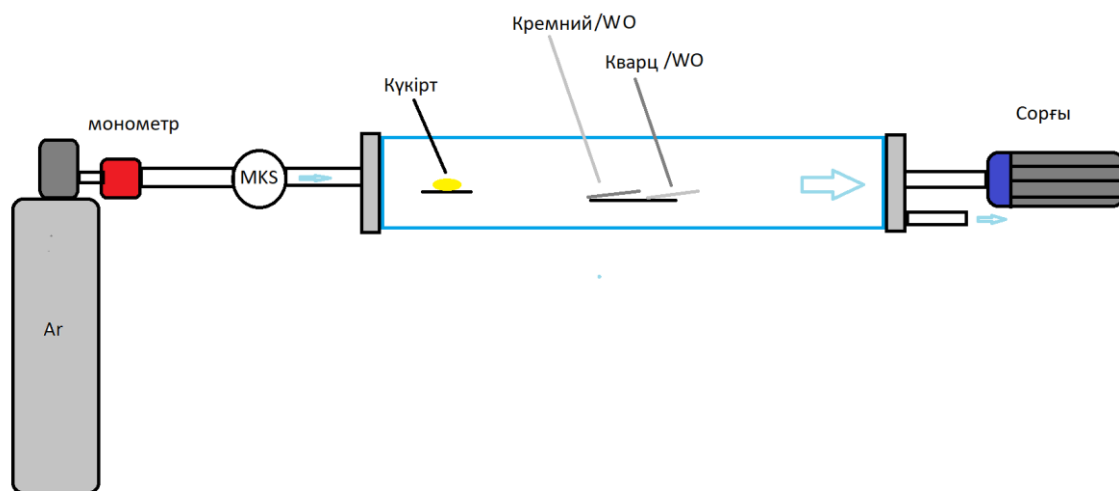 Кремний/WO
Кварц /WO
Күкірт
монометр
Сорғы
MKS
Ar